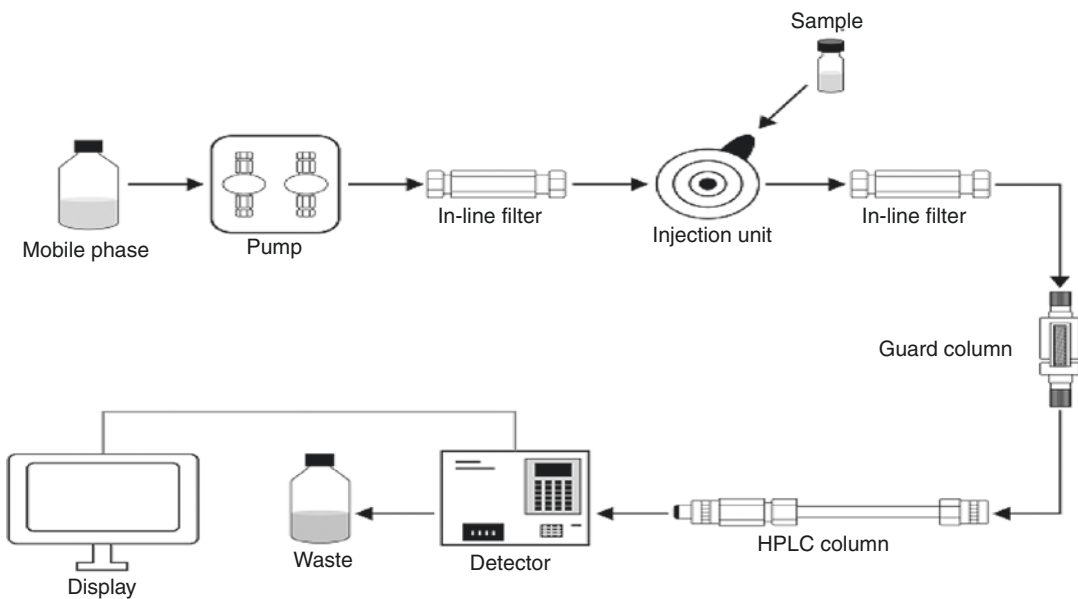 Sample
Mobile phase
Pump
In-line filter
Injection unit
In-line filter
Guard column
HPLC column
Detector
Waste
Display